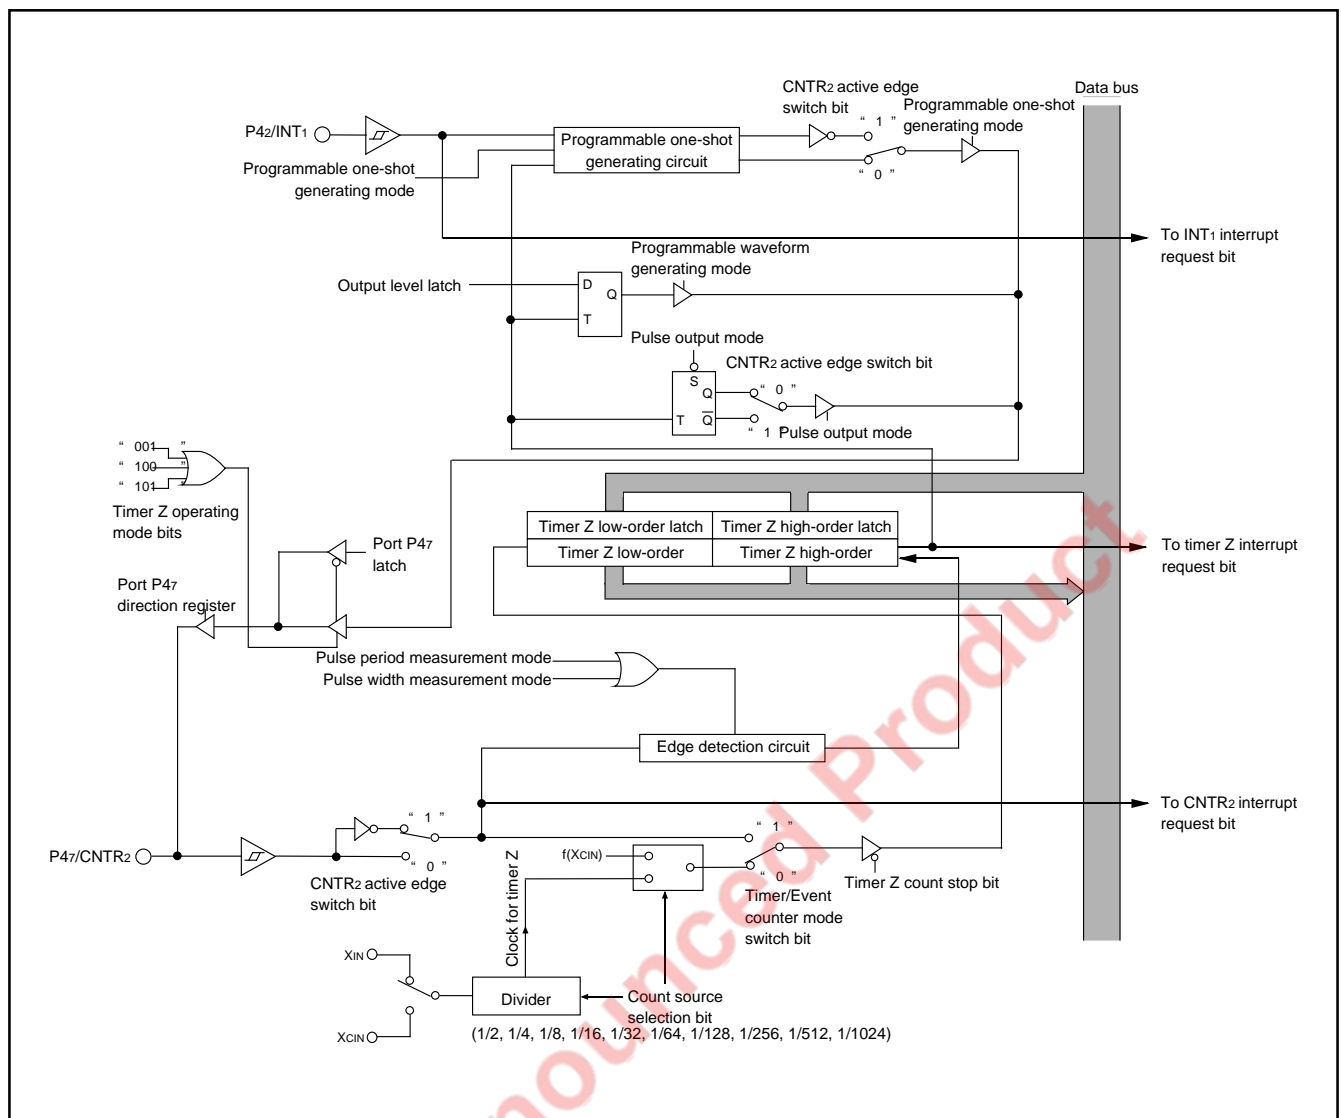 CNTR2 active edge
switch bit
Data bus
Programmable one-shot
generating mode
P42/INT1
“ 1 ”
Programmable one-shot
generating circuit
Programmable one-shot
generating mode
“ 0 ”
To INT1 interrupt
request bit
Programmable waveform
generating mode
Output level latch
D
Q
T
Pulse output mode
CNTR2 active edge switch bit
S
Q
“ 0 ”
T
Q
“ 1 ”
Pulse output mode
“ 001 ”
“ 100 ”
“ 101 ”
Timer Z operating
mode bits
Timer Z low-order latch
Timer Z high-order latch
Timer Z low-order
Timer Z high-order
To timer Z interrupt
request bit
Port P47
latch
Port P47
direction register
Pulse period measurement mode
Pulse width measurement mode
Edge detection circuit
To CNTR2 interrupt
request bit
“ 1 ”
“ 1 ”
P47/CNTR2
“ 0 ”
CNTR2 active edge
switch bit
f(XCIN)
“ 0 ”
Timer Z count stop bit
Timer/Event
counter mode
switch bit
Clock for timer Z
XIN
Divider
Count source
selection bit
XCIN
(1/2, 1/4, 1/8, 1/16, 1/32, 1/64, 1/128, 1/256, 1/512, 1/1024)
nounced Product